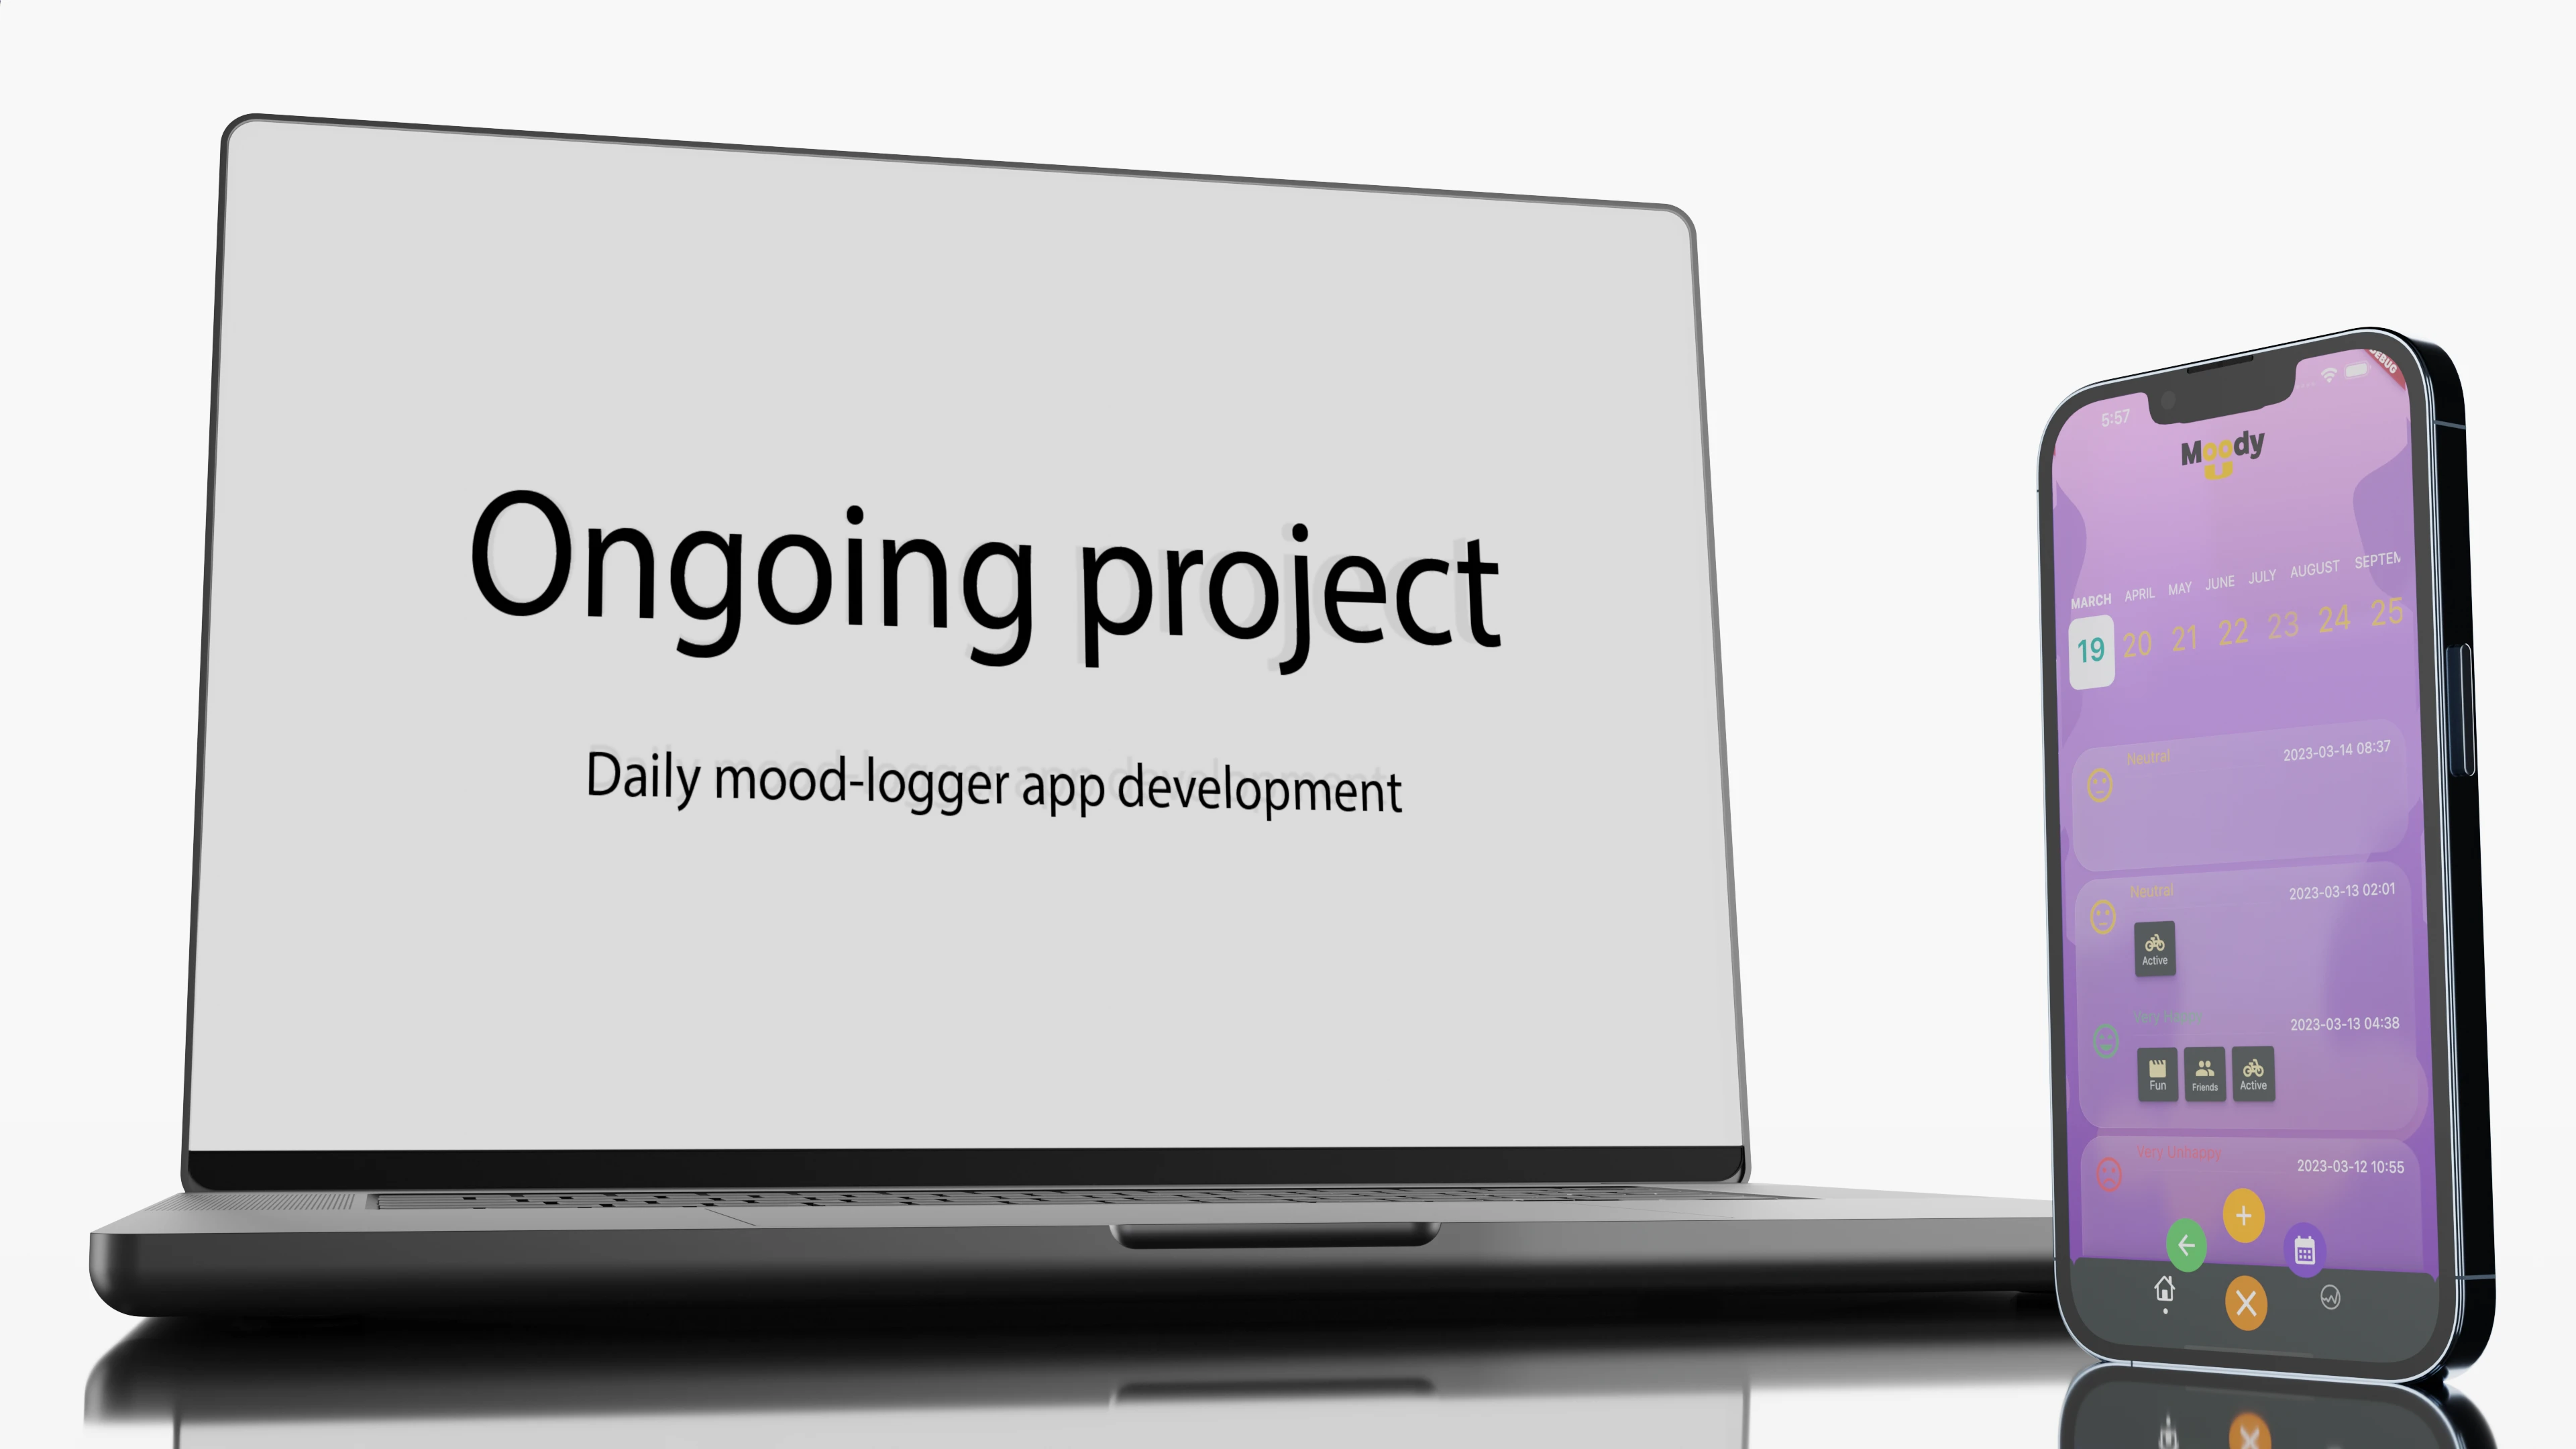 Ongoing project
Daily mood-logger app development
DEBUG
5:57
Moody
MARCH APRIL MAY JUNE JULY AUGUST SEPTEM
19 20 21 22 23 24 25
Neutral 2023-03-14 08:37
Neutral 2023-03-13 02:01
Active
Very Happy 2023-03-13 04:38
Fun Friends Active
Very Unhappy 2023-03-12 10:55